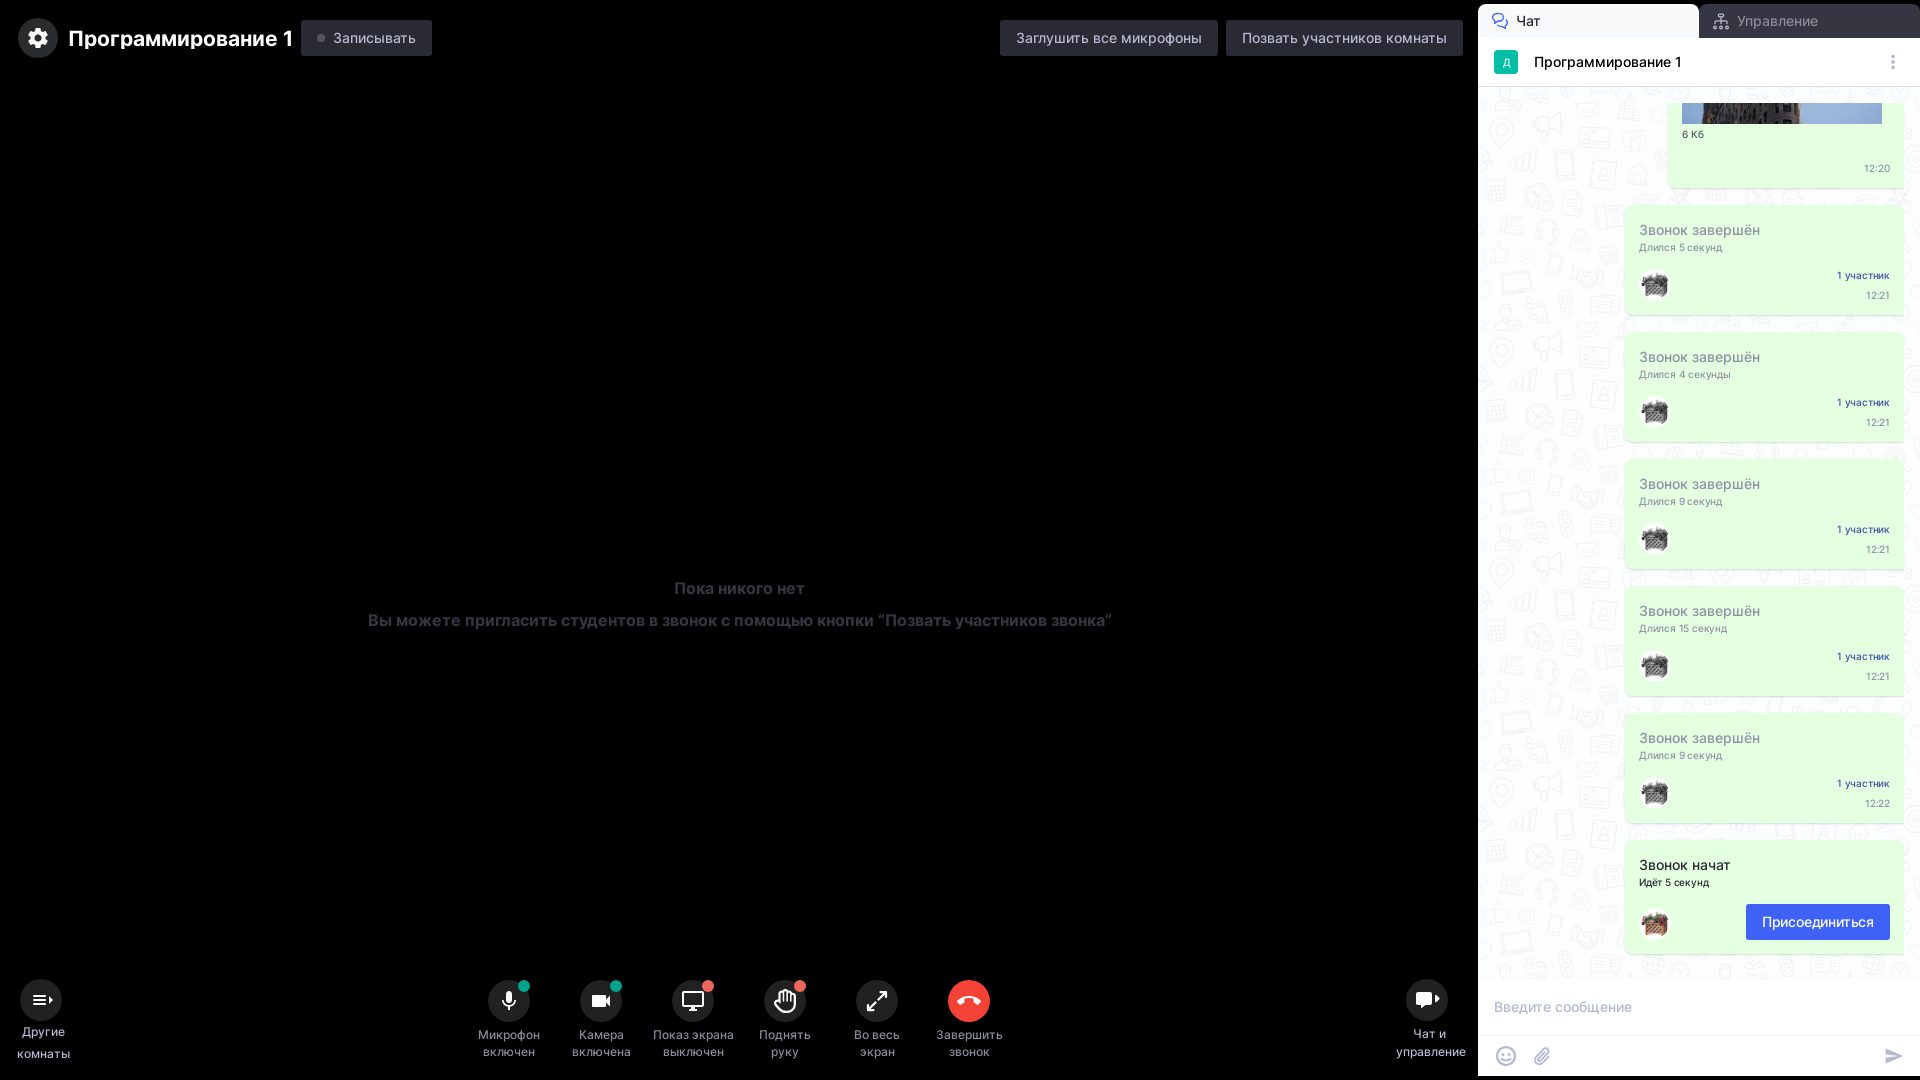 Программирование 1
Записывать
Заглушить все микрофоны
Позвать участников комнаты
Пока никого нет
Вы можете пригласить студентов в звонок с помощью кнопки “Позвать участников звонка”
Другие
комнаты
Микрофон
включен
Камера
включена
Показ экрана
выключен
Поднять
руку
Во весь
экран
Завершить
звонок
Чат и
управление
Чат
Управление
Д
Программирование 1
6 Кб
12:20
Звонок завершён
Длился 5 секунд
1 участник
12:21
Звонок завершён
Длился 4 секунды
1 участник
12:21
Звонок завершён
Длился 9 секунд
1 участник
12:21
Звонок завершён
Длился 15 секунд
1 участник
12:21
Звонок завершён
Длился 9 секунд
1 участник
12:22
Звонок начат
Идёт 5 секунд
Присоединиться
Введите сообщение